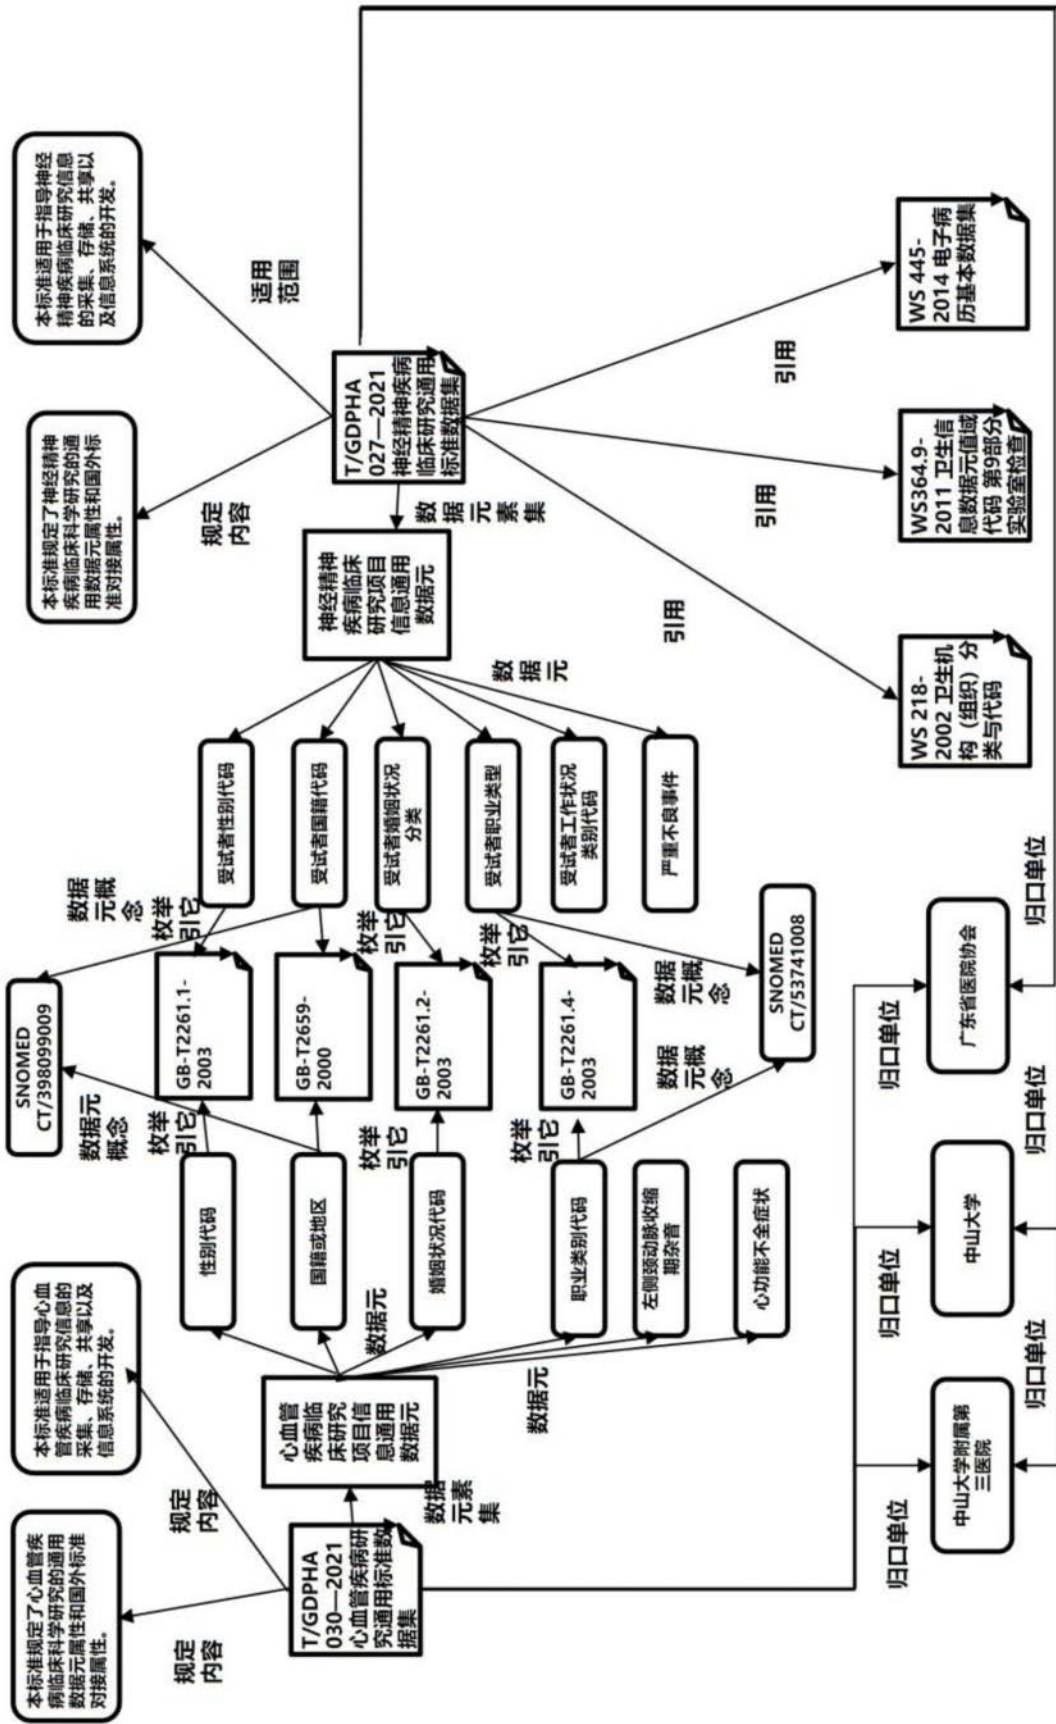 本标准规定了心血管疾
病临床科学研究的通用
数据元属性和国外标准
对接属性。
本标准适用于指导心血
管疾病临床研究信息的
采集、存储、共享以及
信息系统的开发。
SNOMED
CT/398099009
本标准规定了神经精神
疾病临床科学研究的通
用数据元属性和国外标
准对接属性。
本标准适用于指导神经
精神疾病临床研究信息
的采集、存储、共享以
及信息系统的开发。
规定
内容
规定
内容
数据元
概念
数据
元概
念
规定
内容
适用
范围
T/GDPHA
030—2021
心血管疾病研
究通用标准数
据集
数据
元素
集
心血管
疾病临
床研究
项目信
息通用
数据元
数据元
数据元
性别代码
国籍或地区
婚姻状况代码
职业类别代码
左侧颈动脉收缩
期杂音
心功能不全症状
枚举
引它
枚举
引它
枚举
引它
数据
元概
念
GB-T2261.1-
2003
GB-T2659-
2000
GB-T2261.2-
2003
GB-T2261.4-
2003
SNOMED
CT/53741008
枚举
引它
枚举
引它
枚举
引它
数据
元概
念
受试者性别代码
受试者国籍代码
受试者婚姻状况
分类
受试者职业类型
受试者工作状况
类别代码
严重不良事件
数
据
元
神经精神
疾病临床
研究项目
信息通用
数据元
数
据
元
素
集
T/GDPHA
027—2021
神经精神疾病
临床研究通用
标准数据集
引用
引用
引用
WS 218-
2002 卫生机
构（组织）分
类与代码
WS364.9-
2011 卫生信
息数据元值域
代码 第9部分
实验室检查
WS 445-
2014 电子病
历基本数据集
归口单位
归口单位
归口单位
中山大学附属第
三医院
中山大学
广东省医院协会
归口单位
归口单位
归口单位